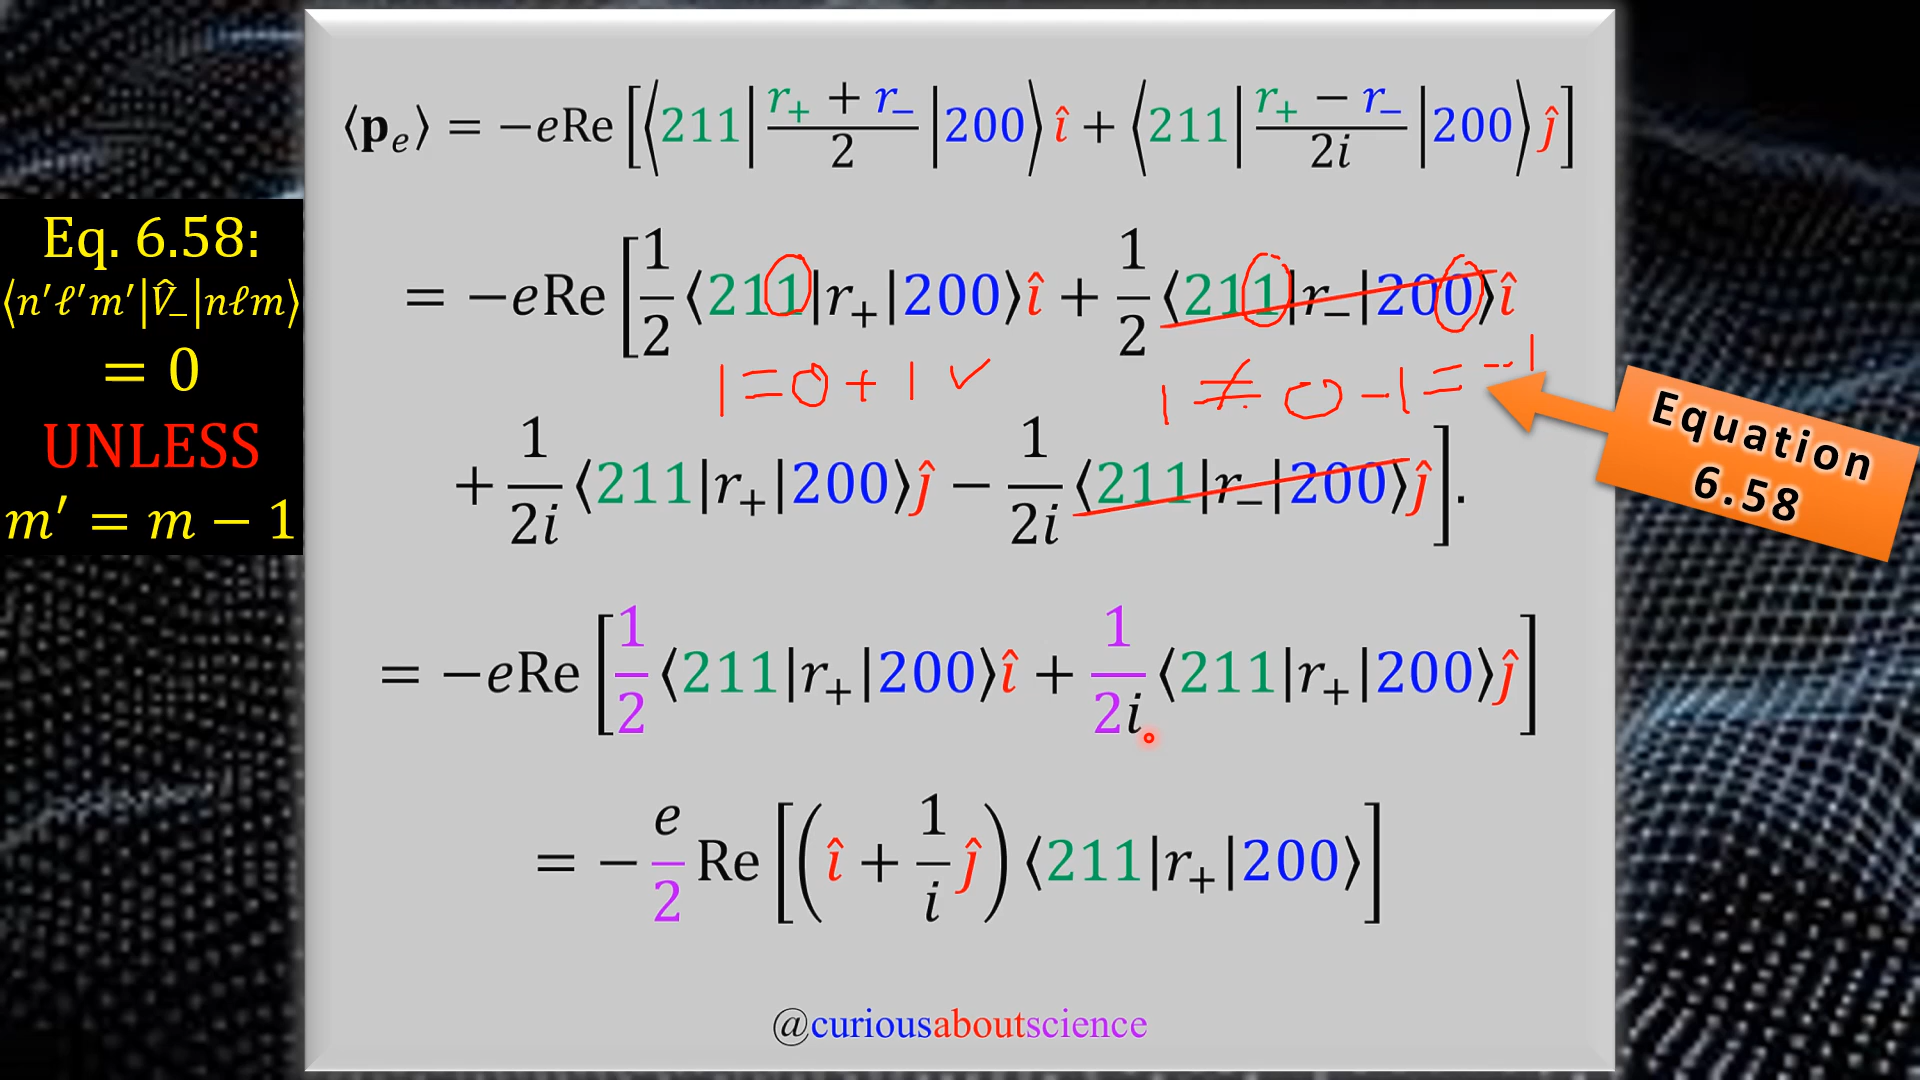 Eq. 6.58:
⟨n′ℓ′m′|V̂₋|nℓm⟩
= 0
UNLESS
m′ = m − 1
⟨𝐩ₑ⟩ = −eRe[⟨211|(r₊ + r₋)/2|200⟩î + ⟨211|(r₊ − r₋)/2i|200⟩ĵ]
= −eRe[1/2⟨211|r₊|200⟩î + 1/2⟨211|r₋|200⟩î
1 = 0 + 1 ✓ 1 ≠ 0 − 1 = −1
+ 1/2i⟨211|r₊|200⟩ĵ − 1/2i⟨211|r₋|200⟩ĵ].
= −eRe[1/2⟨211|r₊|200⟩î + 1/2i⟨211|r₊|200⟩ĵ]
= −e/2 Re[(î + 1/i ĵ)⟨211|r₊|200⟩]
Equation
6.58
@curiousaboutscience